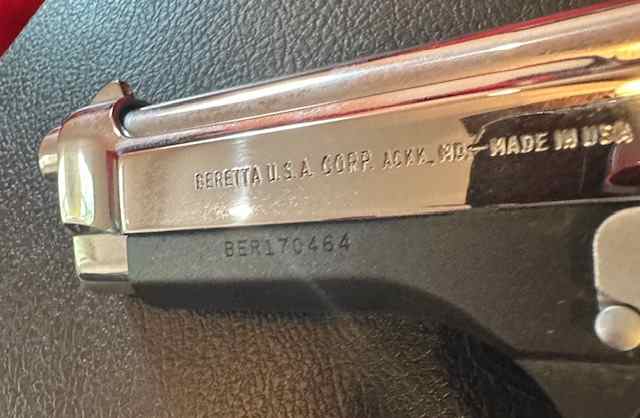 BERETTA U.S.A. CORP. ACKK., MD.-MADE IN USA
BER170464